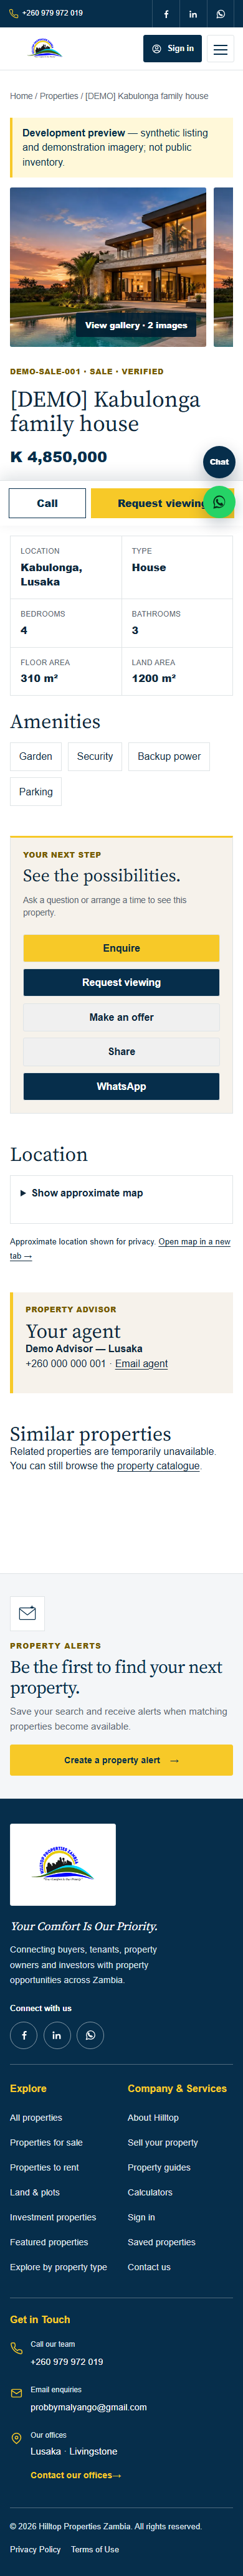 +260 979 972 019
Sign in
Home / Properties / [DEMO] Kabulonga family house
Development preview — synthetic listing
and demonstration imagery; not public
inventory.
View gallery · 2 images
DEMO-SALE-001 · SALE · VERIFIED
[DEMO] Kabulonga
family house
K 4,850,000
Chat
Call
Request viewing
LOCATION
Kabulonga,
Lusaka
TYPE
House
BEDROOMS
4
BATHROOMS
3
FLOOR AREA
310 m²
LAND AREA
1200 m²
Amenities
Garden
Security
Backup power
Parking
YOUR NEXT STEP
See the possibilities.
Ask a question or arrange a time to see this
property.
Enquire
Request viewing
Make an offer
Share
WhatsApp
Location
▶ Show approximate map
Approximate location shown for privacy. Open map in a new
tab →
PROPERTY ADVISOR
Your agent
Demo Advisor — Lusaka
+260 000 000 001 · Email agent
Similar properties
Related properties are temporarily unavailable.
You can still browse the property catalogue.
PROPERTY ALERTS
Be the first to find your next
property.
Save your search and receive alerts when matching
properties become available.
Create a property alert →
HILLTOP PROPERTIES ZAMBIA
Your Comfort Is Our Priority.
Connecting buyers, tenants, property
owners and investors with property
opportunities across Zambia.
Connect with us
Explore
All properties
Properties for sale
Properties to rent
Land & plots
Investment properties
Featured properties
Explore by property type
Company & Services
About Hilltop
Sell your property
Property guides
Calculators
Sign in
Saved properties
Contact us
Get in Touch
Call our team
+260 979 972 019
Email enquiries
probbymalyango@gmail.com
Our offices
Lusaka · Livingstone
Contact our offices→
© 2026 Hilltop Properties Zambia. All rights reserved.
Privacy Policy
Terms of Use